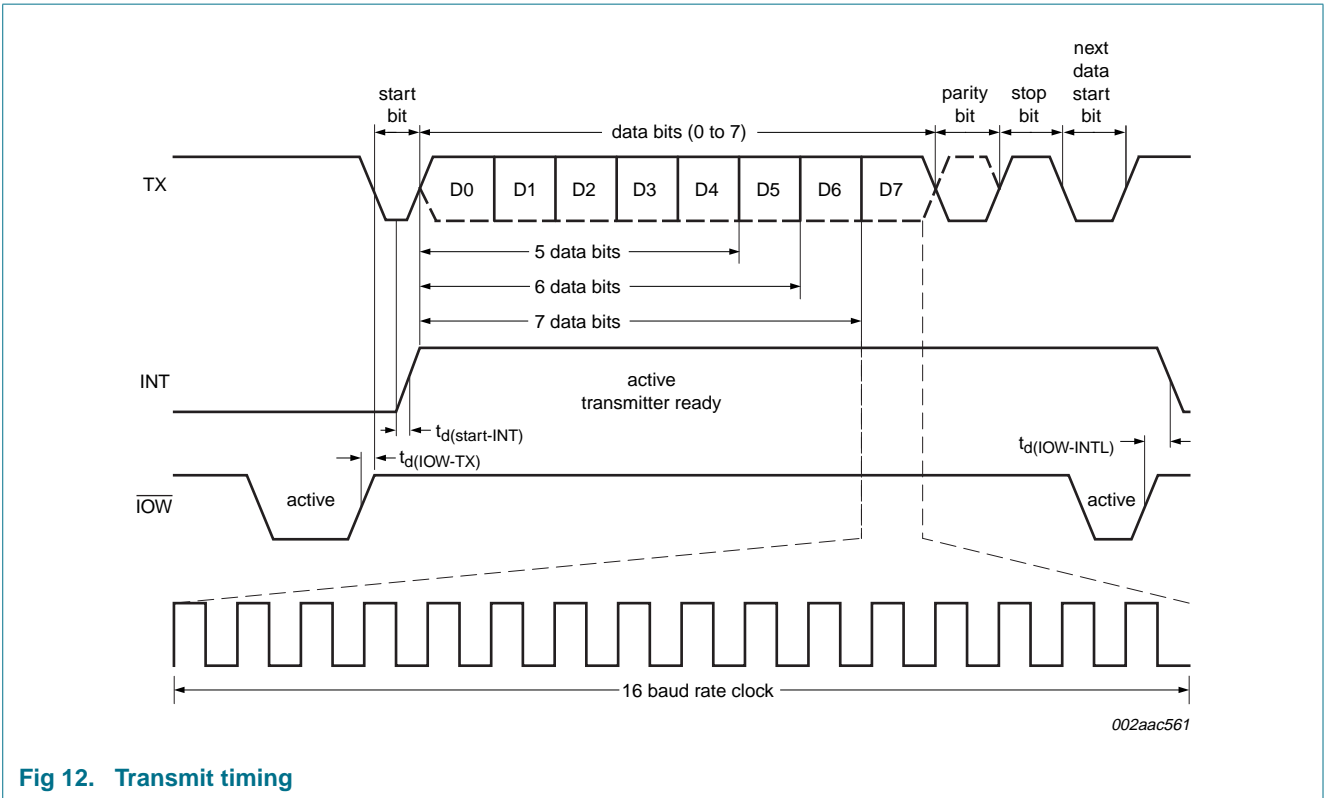 next
data
start
bit
start
bit
parity
bit
stop
bit
data bits (0 to 7)
TX
D0 D1 D2 D3 D4 D5 D6 D7
5 data bits
6 data bits
7 data bits
INT
active
transmitter ready
td(start-INT)
td(IOW-TX)
td(IOW-INTL)
IOW
active
active
16 baud rate clock
002aac561
Fig 12. Transmit timing